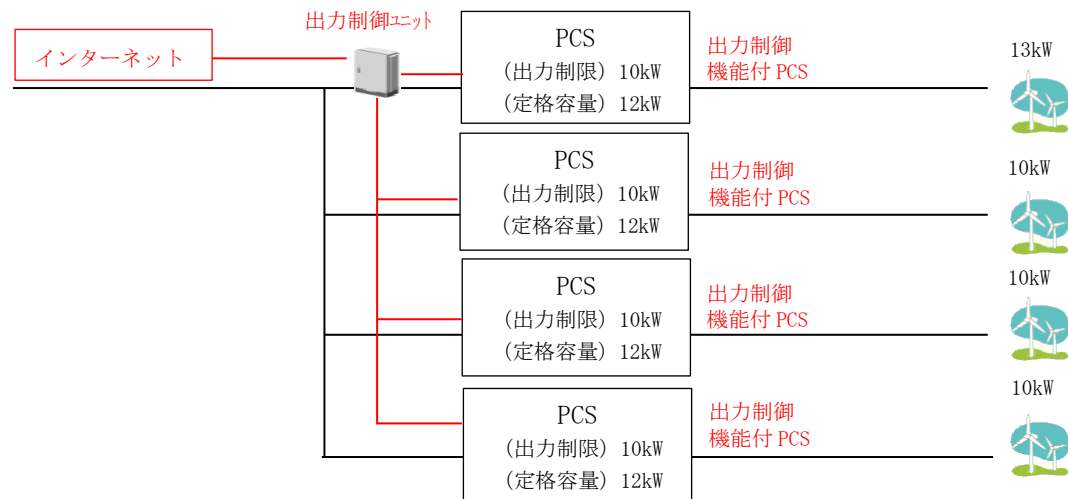 出力制御ユニット
インターネット
PCS
(出力制限) 10kW
(定格容量) 12kW
出力制御
機能付 PCS
13kW
PCS
(出力制限) 10kW
(定格容量) 12kW
出力制御
機能付 PCS
10kW
PCS
(出力制限) 10kW
(定格容量) 12kW
出力制御
機能付 PCS
10kW
PCS
(出力制限) 10kW
(定格容量) 12kW
出力制御
機能付 PCS
10kW